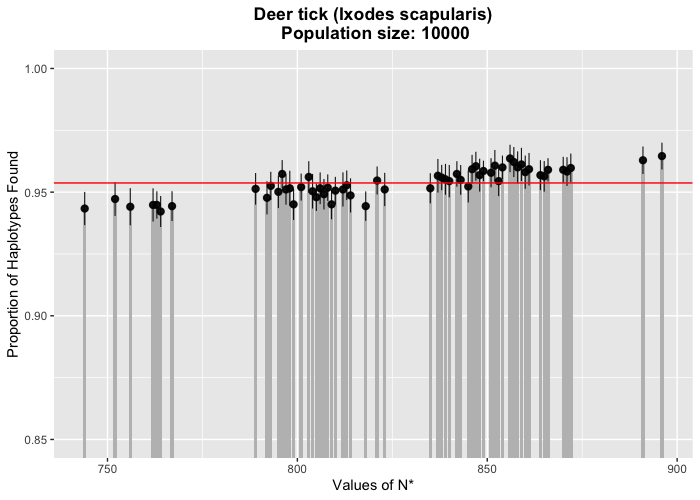 Deer tick (Ixodes scapularis)
Population size: 10000
1.00
0.95
0.90
0.85
Proportion of Haplotypes Found
750
800
850
900
Values of N*